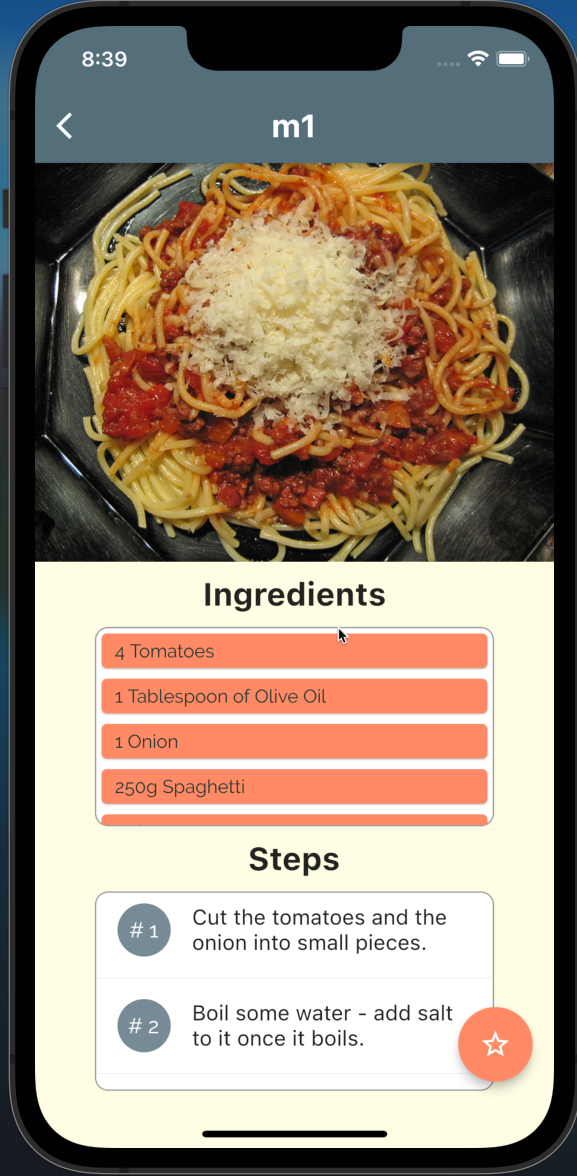 8:39
m1
Ingredients
4 Tomatoes
1 Tablespoon of Olive Oil
1 Onion
250g Spaghetti
Steps
# 1
Cut the tomatoes and the
onion into small pieces.
# 2
Boil some water - add salt
to it once it boils.